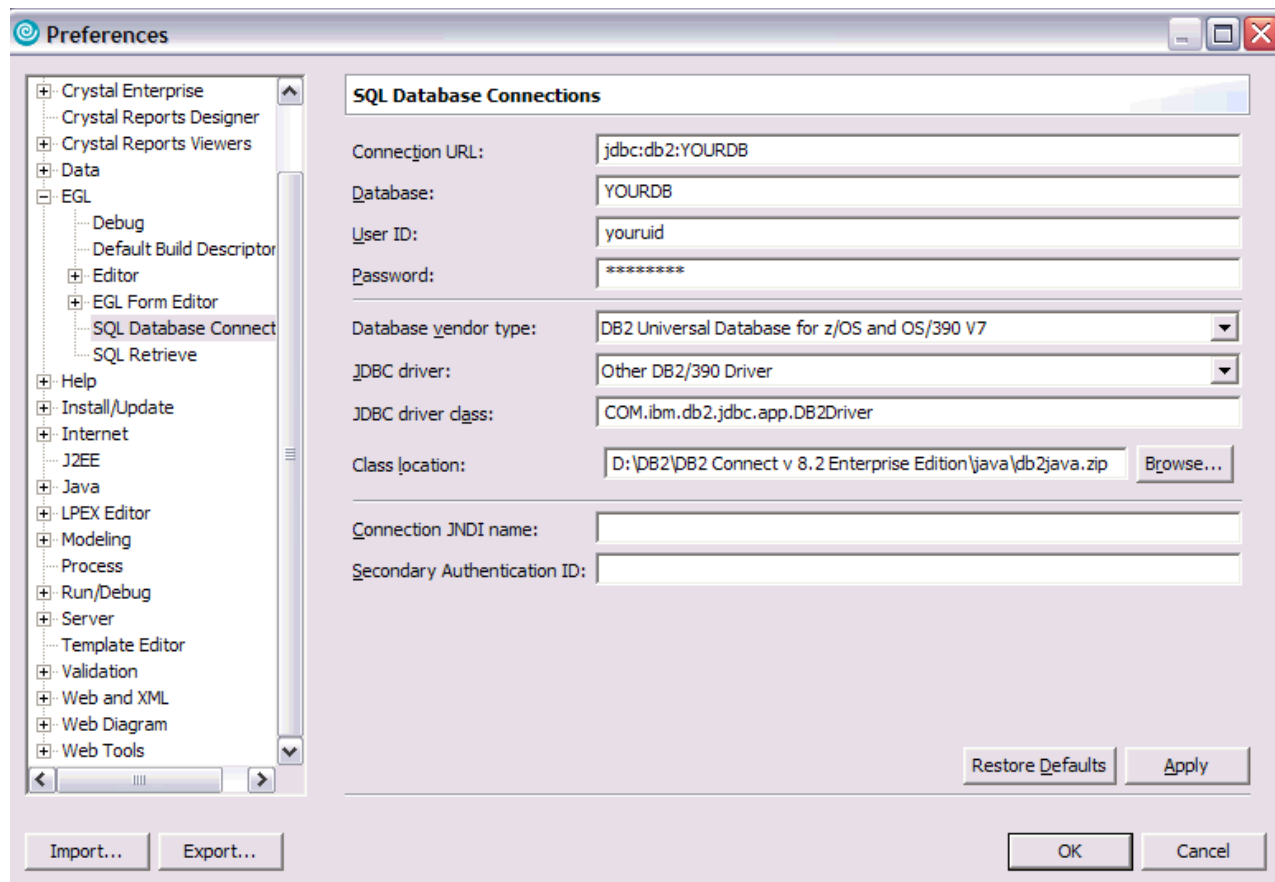 Preferences
Crystal Enterprise
Crystal Reports Designer
Crystal Reports Viewers
Data
EGL
Debug
Default Build Descriptor
Editor
EGL Form Editor
SQL Database Connect
SQL Retrieve
Help
Install/Update
Internet
J2EE
Java
LPEX Editor
Modeling
Process
Run/Debug
Server
Template Editor
Validation
Web and XML
Web Diagram
Web Tools
SQL Database Connections
Connection URL: jdbc:db2:YOURDB
Database: YOURDB
User ID: youruid
Password: ********
Database vendor type: DB2 Universal Database for z/OS and OS/390 V7
JDBC driver: Other DB2/390 Driver
JDBC driver class: COM.ibm.db2.jdbc.app.DB2Driver
Class location: D:\DB2\DB2 Connect v 8.2 Enterprise Edition\java\db2java.zip Browse...
Connection JNDI name:
Secondary Authentication ID:
Restore Defaults Apply
Import... Export... OK Cancel